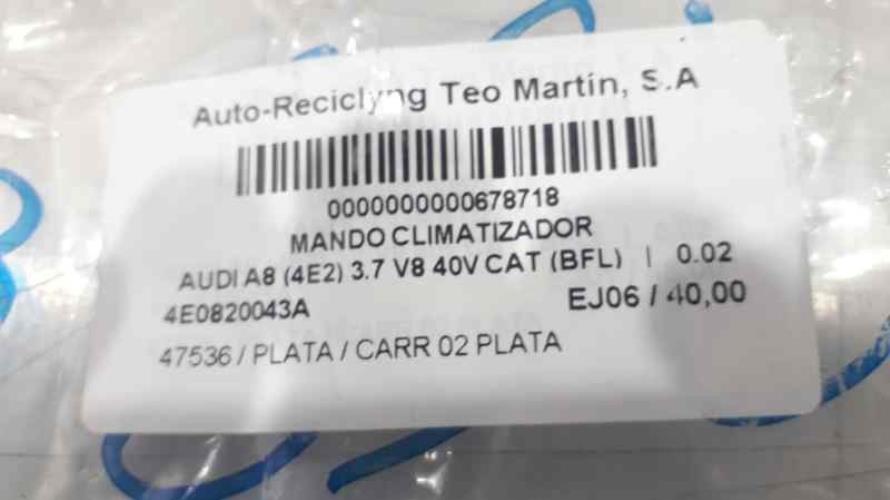 Auto-Reciclyng Teo Martín, S.A
0000000000678718
MANDO CLIMATIZADOR
AUDI A8 (4E2) 3.7 V8 40V CAT (BFL) | 0.02
4E0820043A EJ06 / 40,00
47536 / PLATA / CARR 02 PLATA